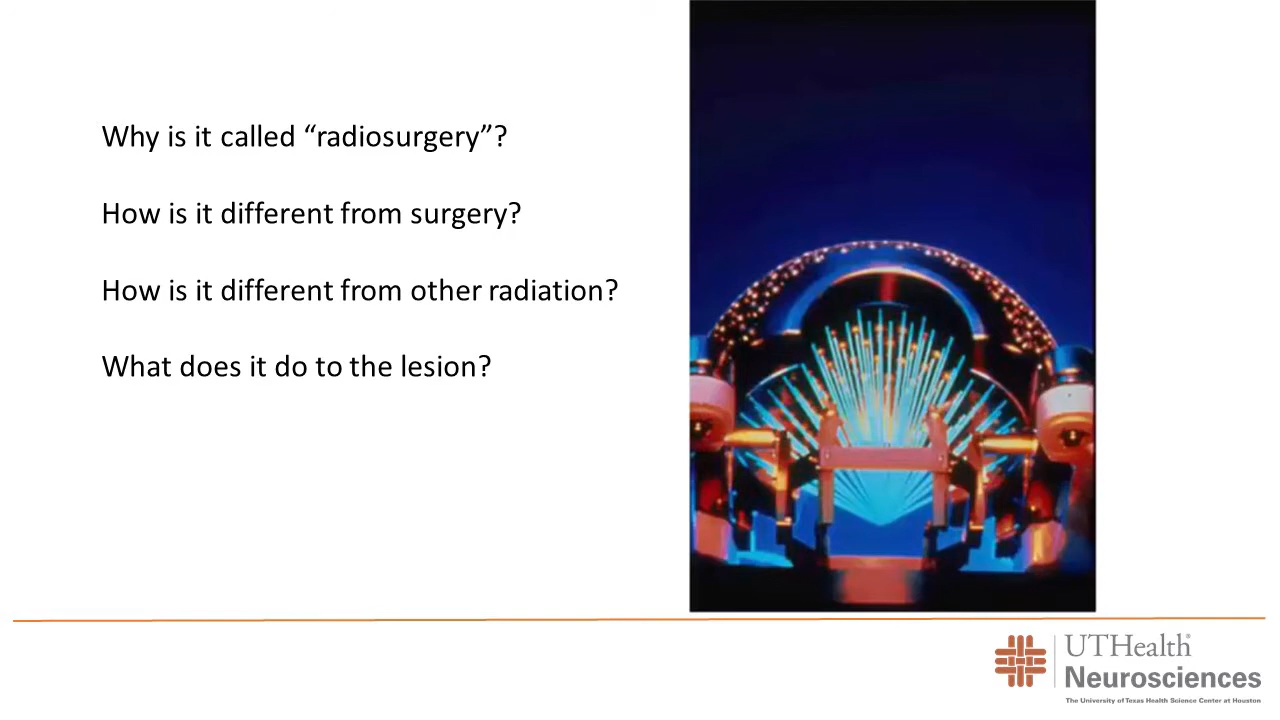 Why is it called “radiosurgery”?
How is it different from surgery?
How is it different from other radiation?
What does it do to the lesion?
UTHealth®
Neurosciences
The University of Texas Health Science Center at Houston